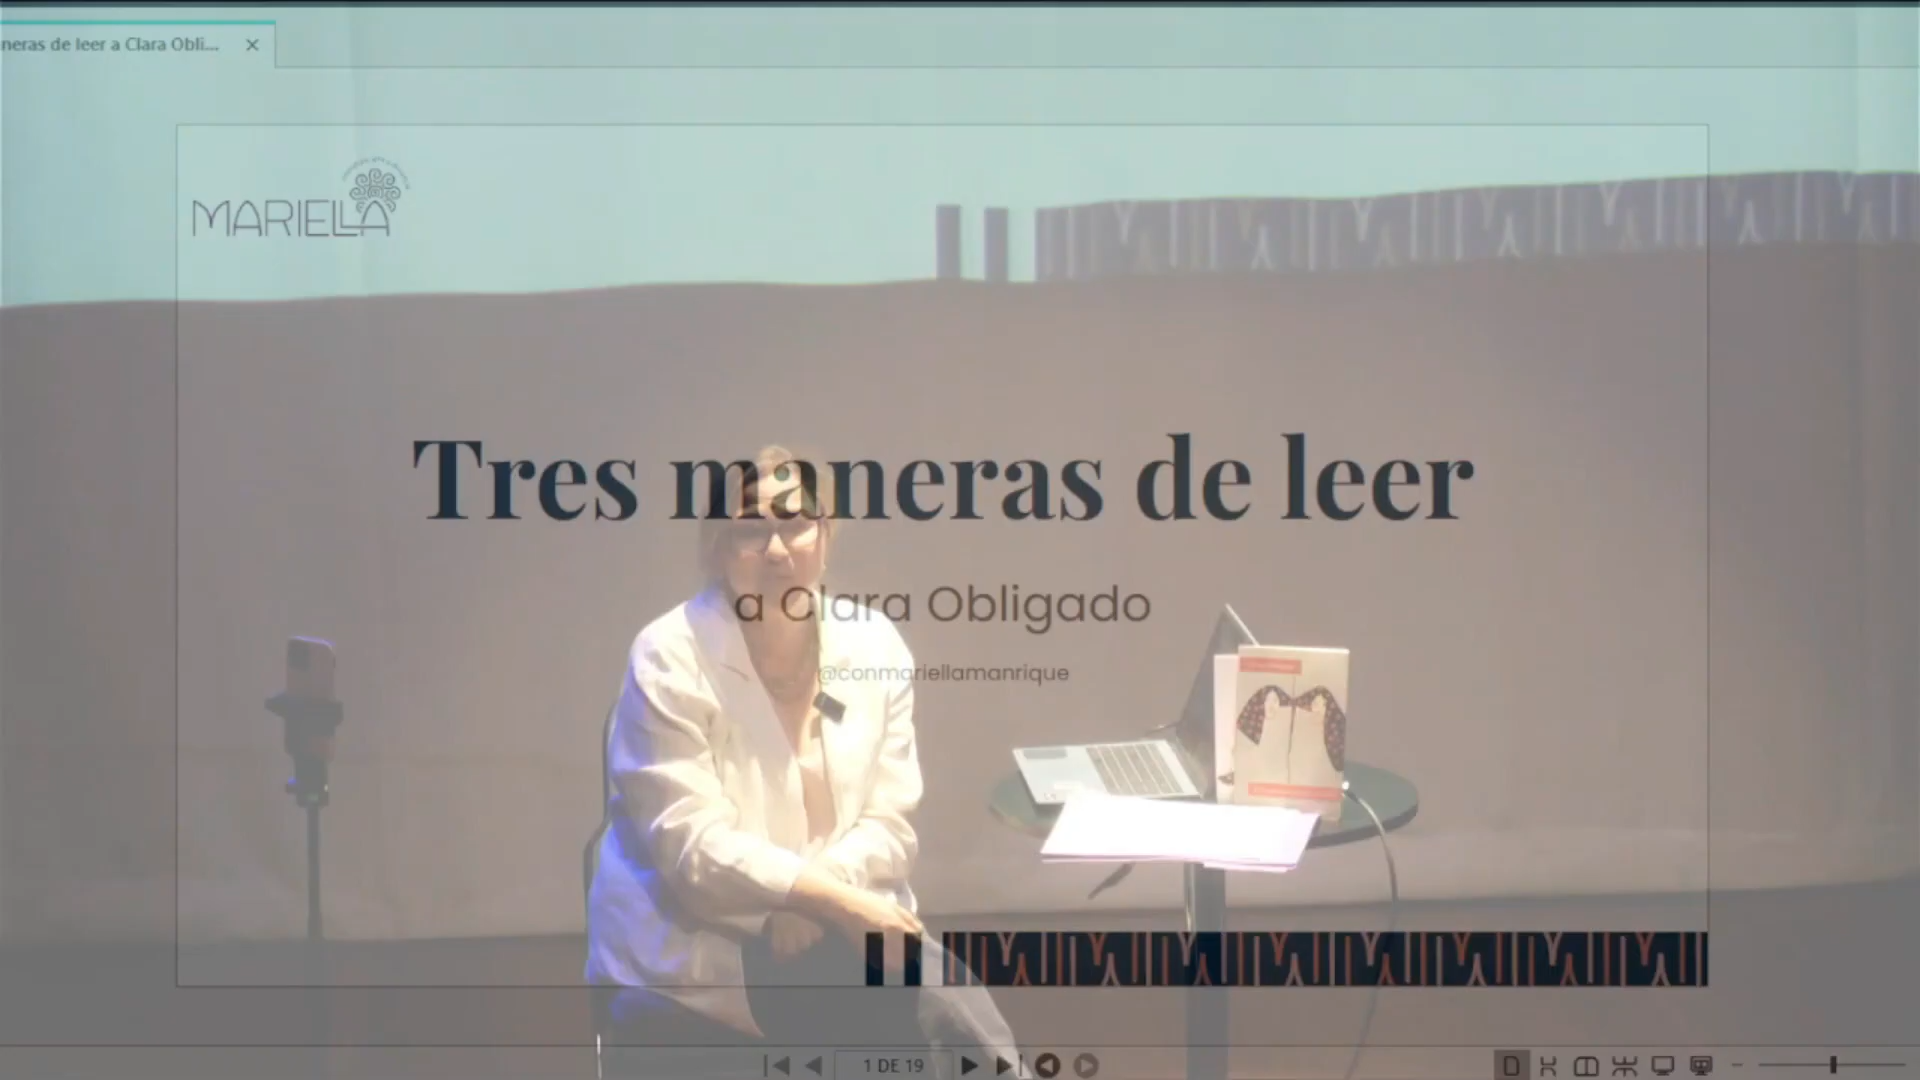 neras de leer a Clara Obli...
MARIELLA
Tres maneras de leer
a Clara Obligado
@conmariellamanrique
1 DE 19